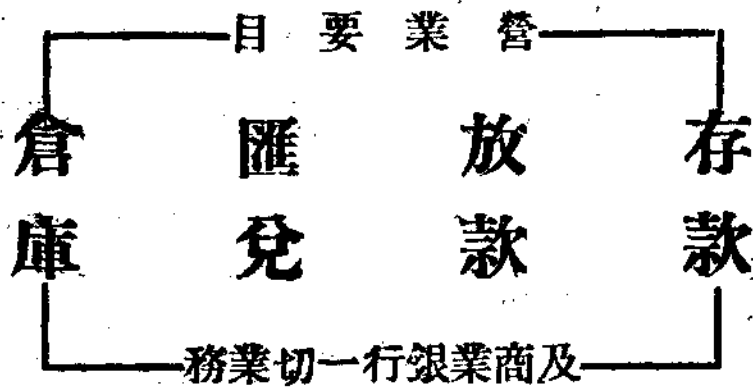 營業要目
存款
放款
匯兌
倉庫
及商業銀行一切業務